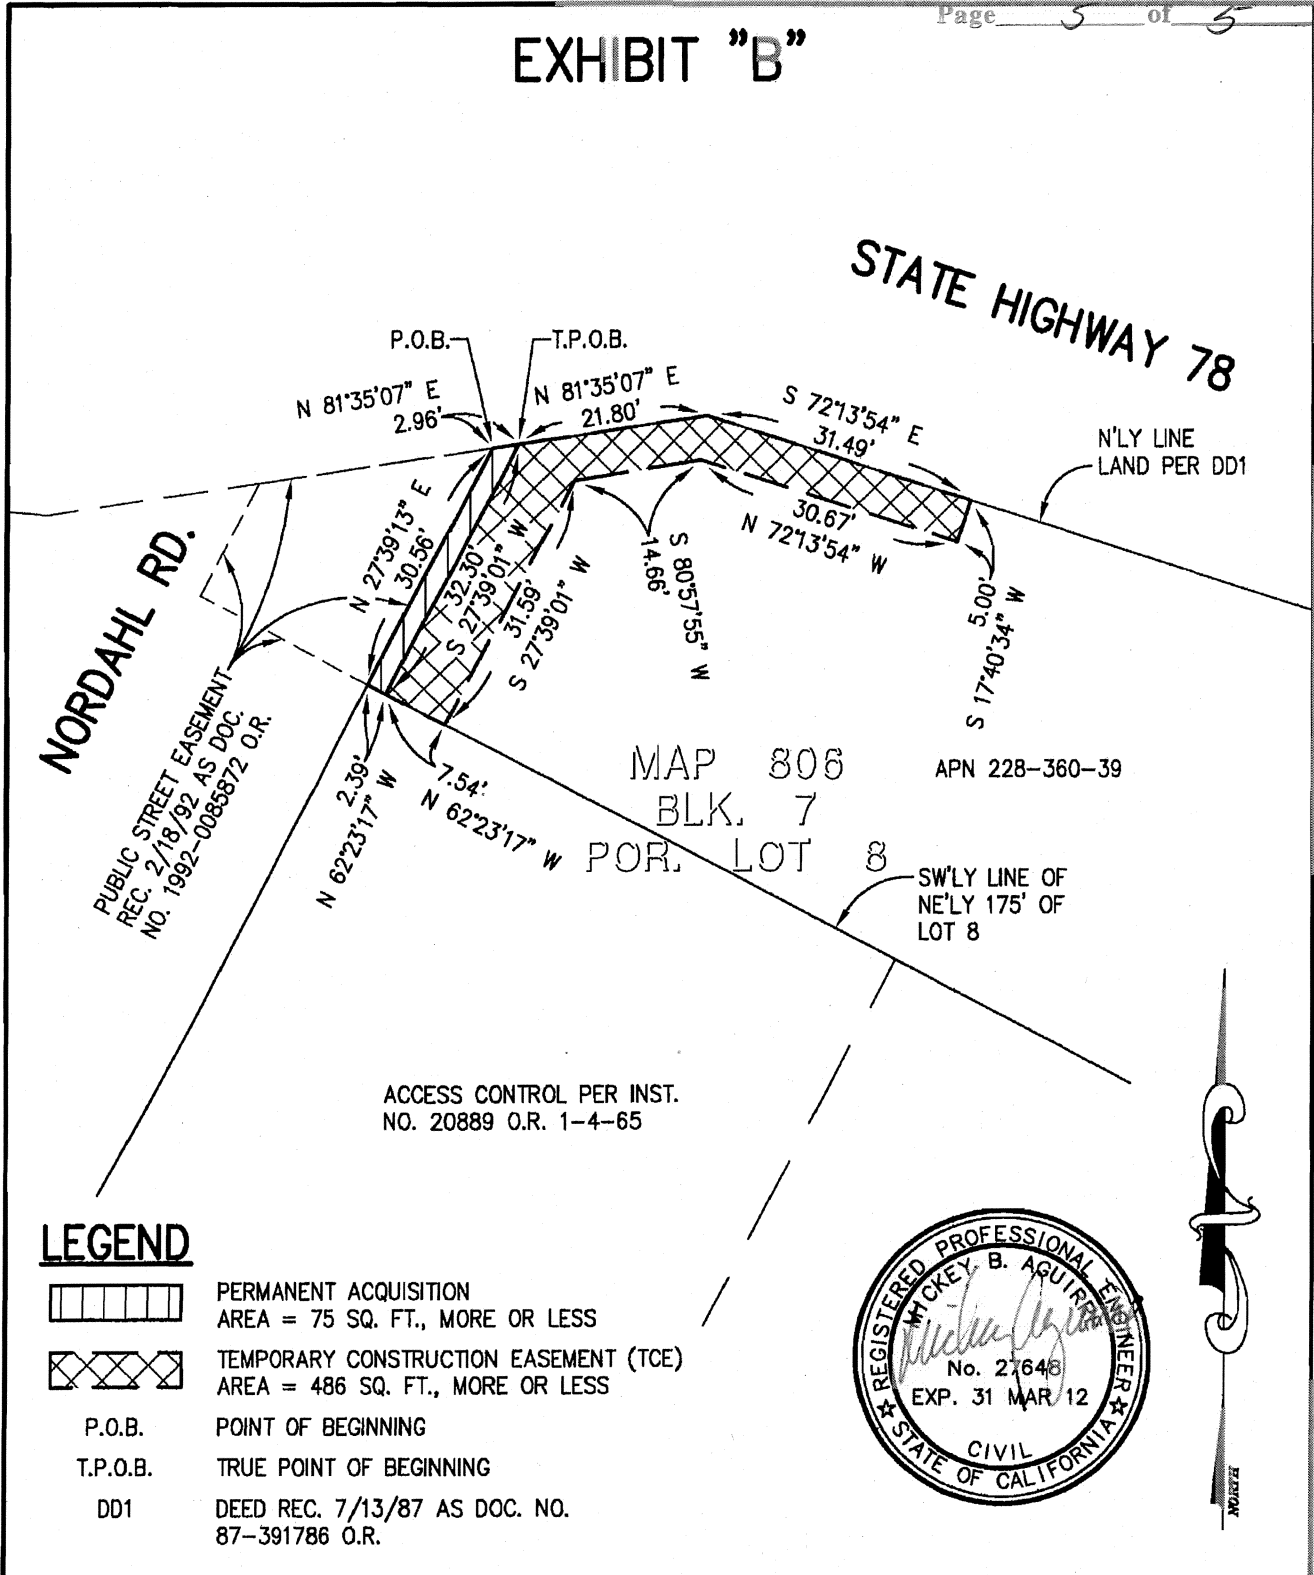 Page 5 of 5
EXHIBIT "B"
STATE HIGHWAY 78
P.O.B.
T.P.O.B.
N 81°35'07" E
2.96'
N 81°35'07" E
21.80'
S 72°13'54" E
31.49'
N'LY LINE
LAND PER DD1
N 27°39'13" E
30.56'
32.30'
S 27°39'01" W
31.59'
S 27°39'01" W
S 80°57'55" W
14.66'
30.67'
N 72°13'54" W
5.00'
S 17°40'34" W
NORDAHL RD.
PUBLIC STREET EASEMENT
REC. 2/18/92 AS DOC.
NO. 1992-0085872 O.R.
2.39'
N 62°23'17" W
7.54'
N 62°23'17" W
MAP 806
BLK. 7
POR. LOT 8
APN 228-360-39
SW'LY LINE OF
NE'LY 175' OF
LOT 8
ACCESS CONTROL PER INST.
NO. 20889 O.R. 1-4-65
LEGEND
PERMANENT ACQUISITION
AREA = 75 SQ. FT., MORE OR LESS
TEMPORARY CONSTRUCTION EASEMENT (TCE)
AREA = 486 SQ. FT., MORE OR LESS
P.O.B. POINT OF BEGINNING
T.P.O.B. TRUE POINT OF BEGINNING
DD1 DEED REC. 7/13/87 AS DOC. NO.
87-391786 O.R.
REGISTERED PROFESSIONAL ENGINEER
MICKEY B. AGUIRRE
No. 27648
EXP. 31 MAR 12
CIVIL
STATE OF CALIFORNIA
NORTH